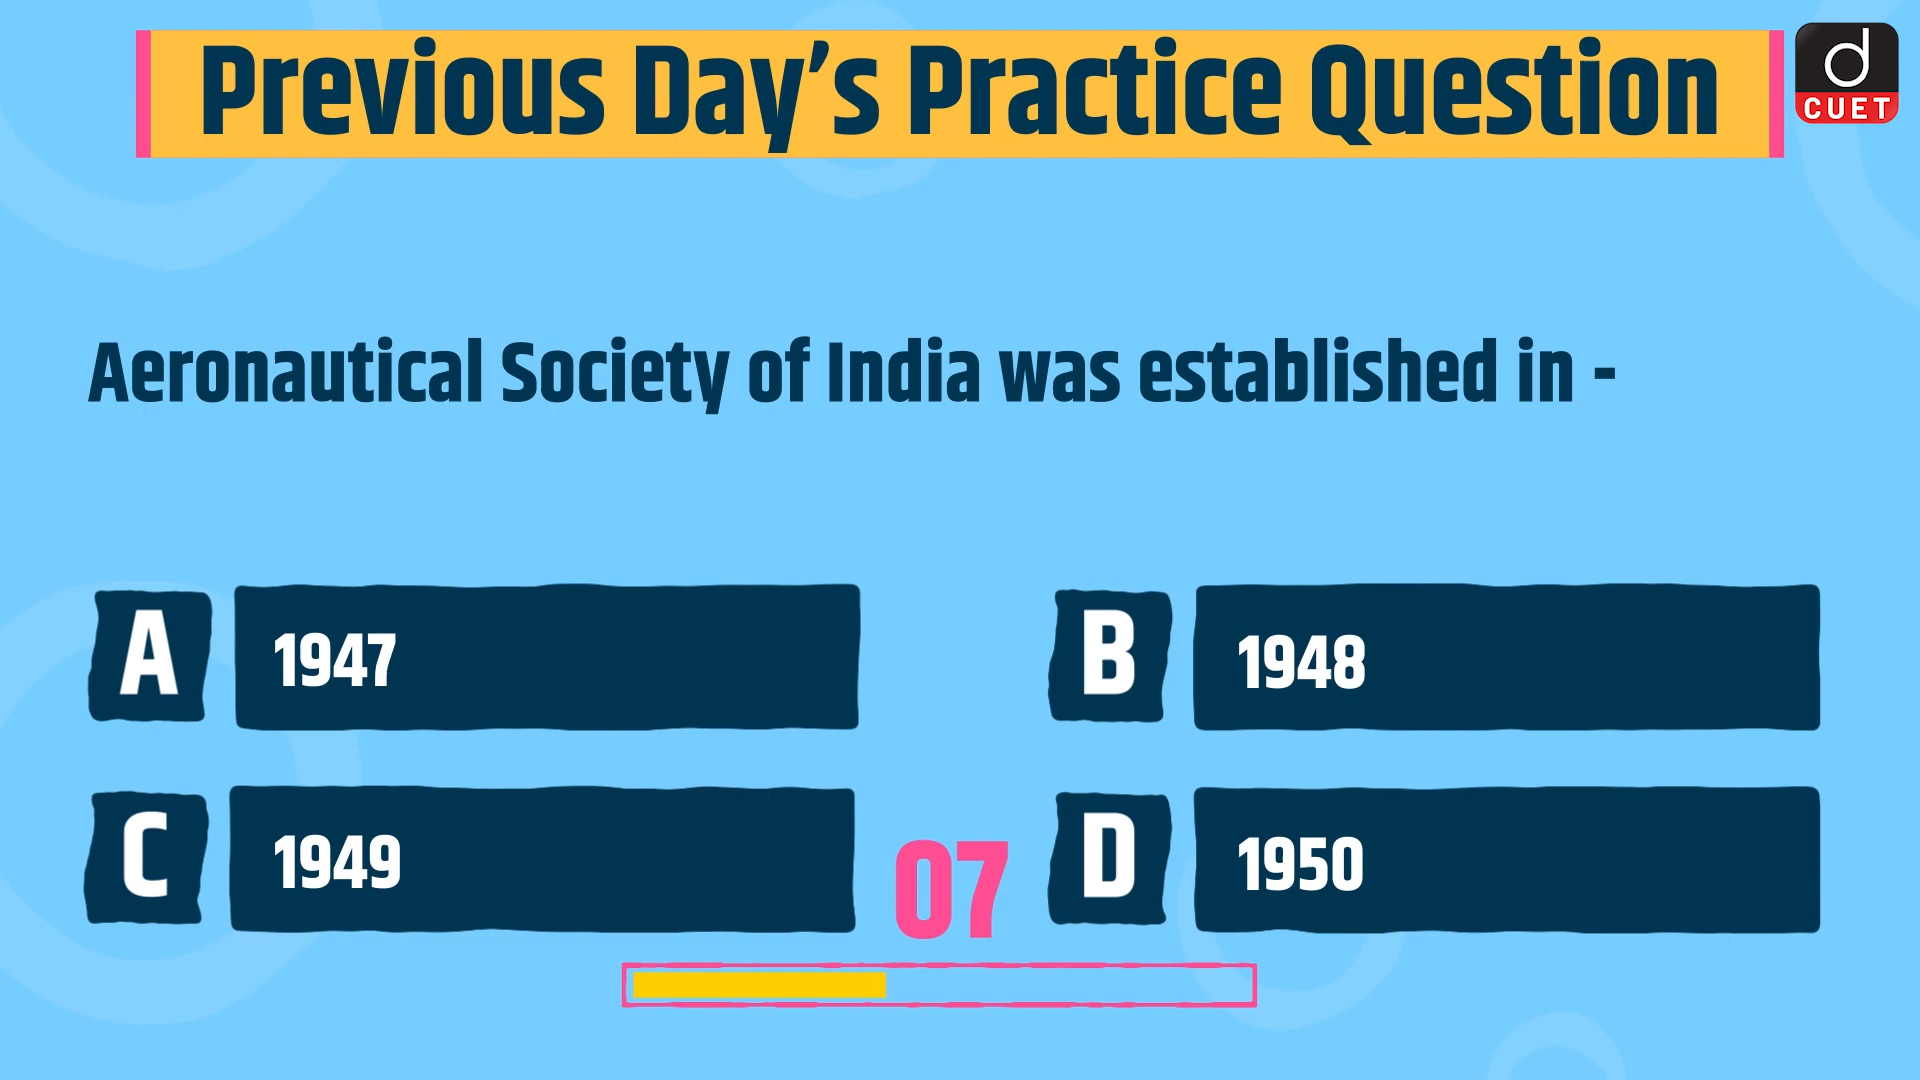 Previous Day’s Practice Question
d
CUET
Aeronautical Society of India was established in -
A 1947
B 1948
C 1949
D 1950
07